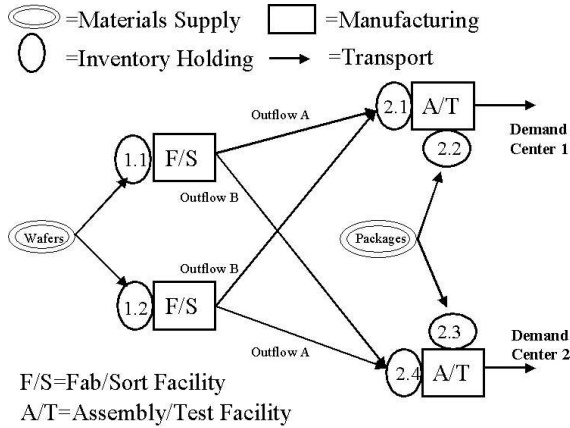 =Materials Supply
=Manufacturing
=Inventory Holding
=Transport
Outflow A
2.1
A/T
Demand
Center 1
1.1
F/S
2.2
Outflow B
Wafers
Packages
Outflow B
1.2
F/S
2.3
Outflow A
Demand
Center 2
2.4
A/T
F/S=Fab/Sort Facility
A/T=Assembly/Test Facility